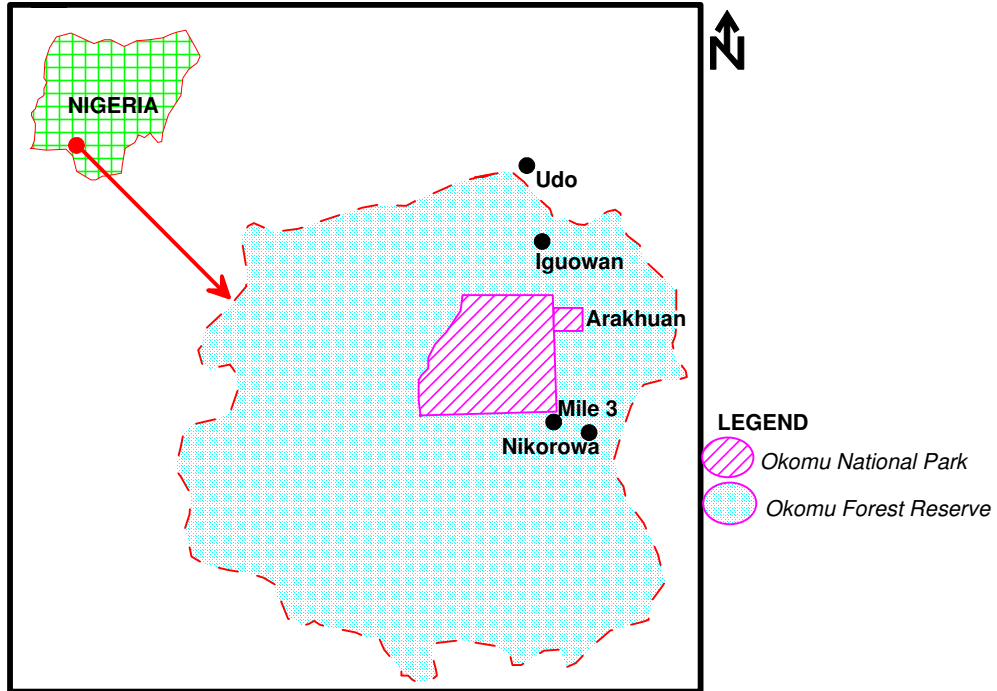 N
NIGERIA
Udo
Iguowan
Arakhuan
Mile 3
Nikorowa
LEGEND
Okomu National Park
Okomu Forest Reserve